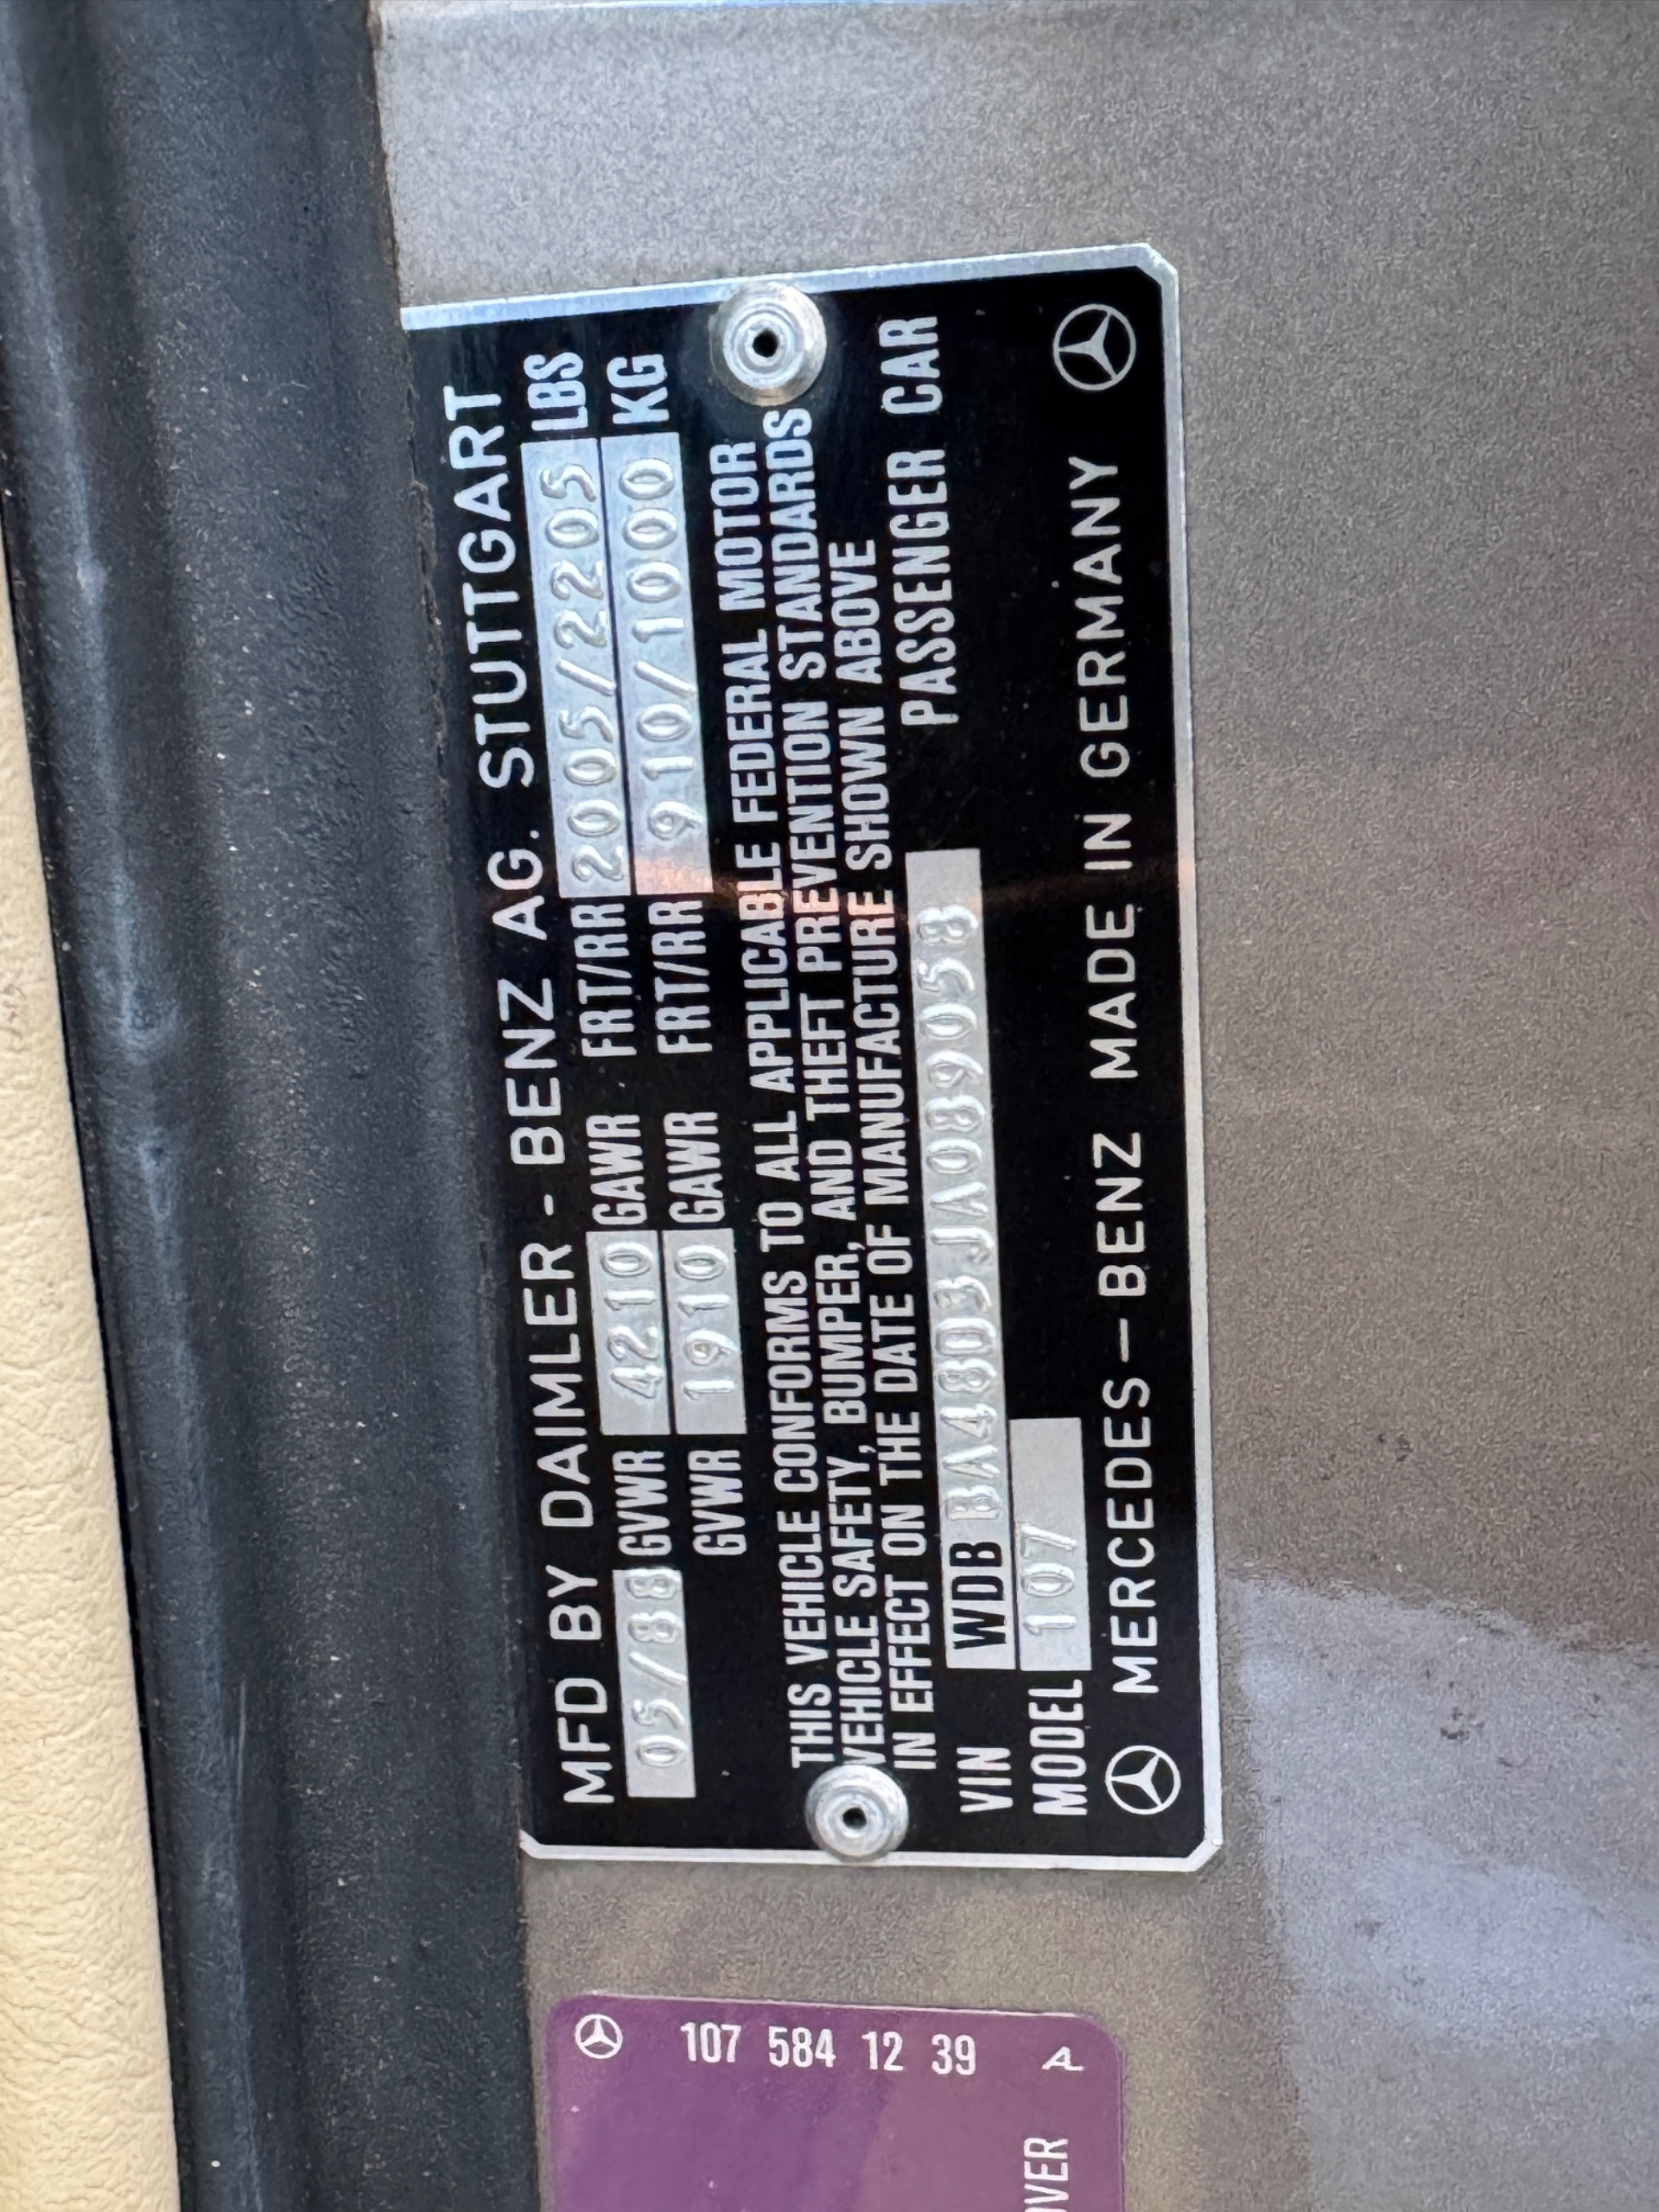 MFD BY DAIMLER - BENZ AG. STUTTGART
05/88 GVWR 4210 GAWR FRT/RR 2005/2205 LBS
GVWR 1910 GAWR FRT/RR 910/1000 KG
THIS VEHICLE CONFORMS TO ALL APPLICABLE FEDERAL MOTOR
VEHICLE SAFETY, BUMPER, AND THEFT PREVENTION STANDARDS
IN EFFECT ON THE DATE OF MANUFACTURE SHOWN ABOVE
VIN WDB BA48D3JA089058 PASSENGER CAR
MODEL 107
MERCEDES-BENZ MADE IN GERMANY
107 584 12 39 A